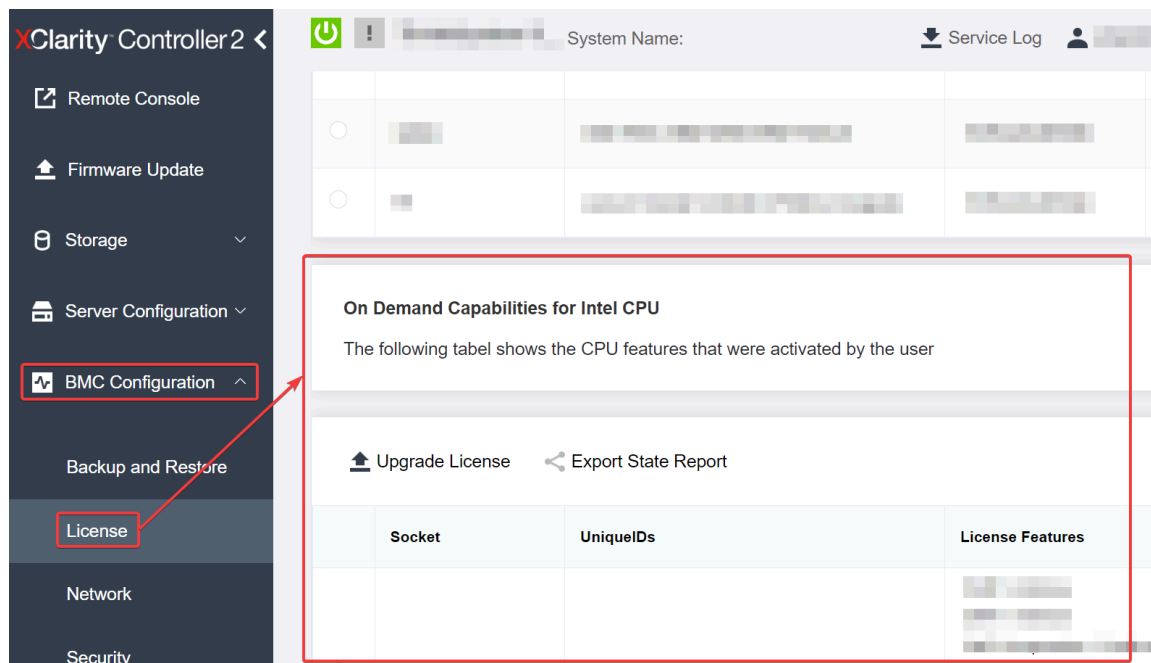 XClarity Controller 2
System Name:
Service Log
Remote Console
Firmware Update
Storage
Server Configuration
BMC Configuration
Backup and Restore
License
Network
Security
On Demand Capabilities for Intel CPU
The following tabel shows the CPU features that were activated by the user
Upgrade License
Export State Report
Socket
UniqueIDs
License Features